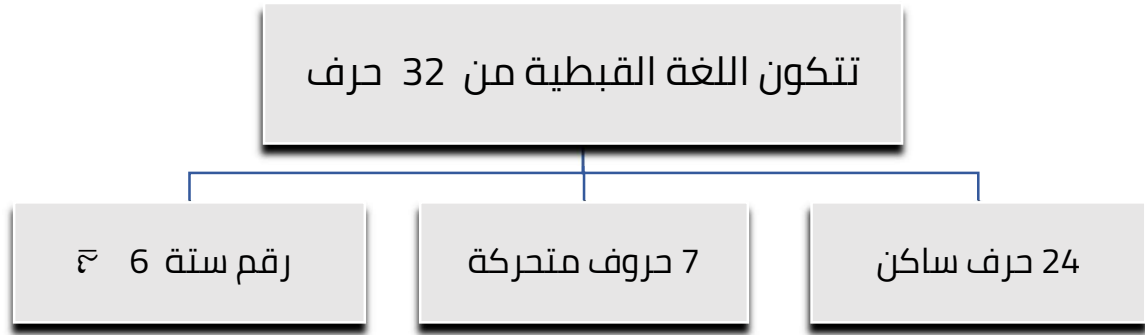 تتكون اللغة القبطية من 32 حرف
24 حرف ساكن
7 حروف متحركة
رقم ستة 6 ⲋ̅